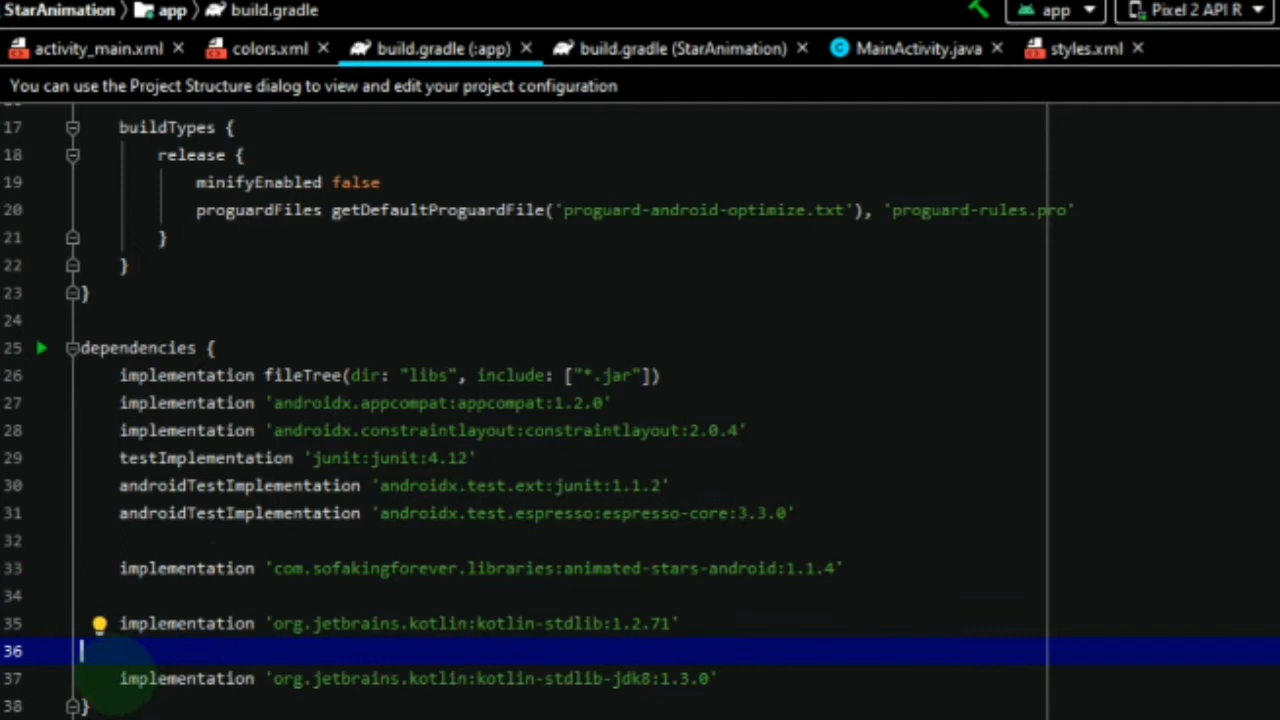 StarAnimation app build.gradle app Pixel 2 API R
activity_main.xml colors.xml build.gradle (:app) build.gradle (StarAnimation) MainActivity.java styles.xml
You can use the Project Structure dialog to view and edit your project configuration
17 buildTypes {
18 release {
19 minifyEnabled false
20 proguardFiles getDefaultProguardFile('proguard-android-optimize.txt'), 'proguard-rules.pro'
21 }
22 }
23 }
24
25 dependencies {
26 implementation fileTree(dir: "libs", include: ["*.jar"])
27 implementation 'androidx.appcompat:appcompat:1.2.0'
28 implementation 'androidx.constraintlayout:constraintlayout:2.0.4'
29 testImplementation 'junit:junit:4.12'
30 androidTestImplementation 'androidx.test.ext:junit:1.1.2'
31 androidTestImplementation 'androidx.test.espresso:espresso-core:3.3.0'
32
33 implementation 'com.sofakingforever.libraries:animated-stars-android:1.1.4'
34
35 implementation 'org.jetbrains.kotlin:kotlin-stdlib:1.2.71'
36
37 implementation 'org.jetbrains.kotlin:kotlin-stdlib-jdk8:1.3.0'
38 }